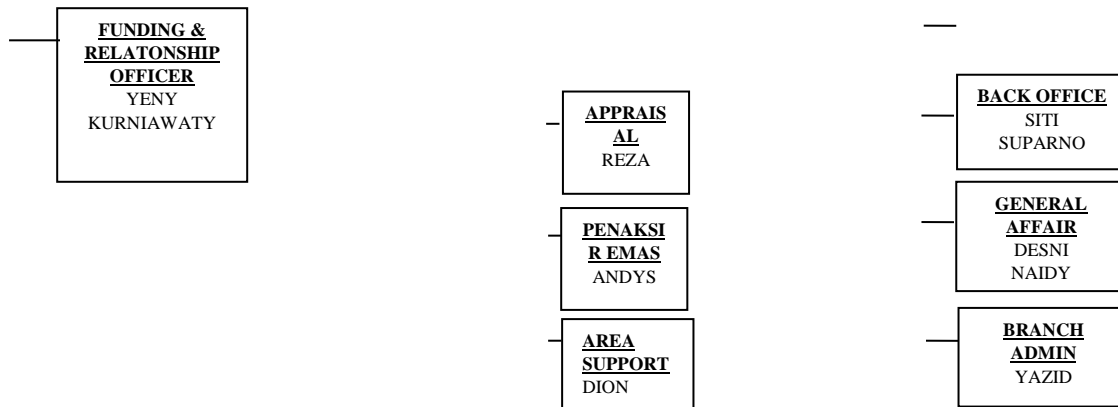 FUNDING &
RELATONSHIP
OFFICER
YENY
KURNIAWATY
APPRAIS
AL
REZA
PENAKSI
R EMAS
ANDYS
AREA
SUPPORT
DION
BACK OFFICE
SITI
SUPARNO
GENERAL
AFFAIR
DESNI
NAIDY
BRANCH
ADMIN
YAZID